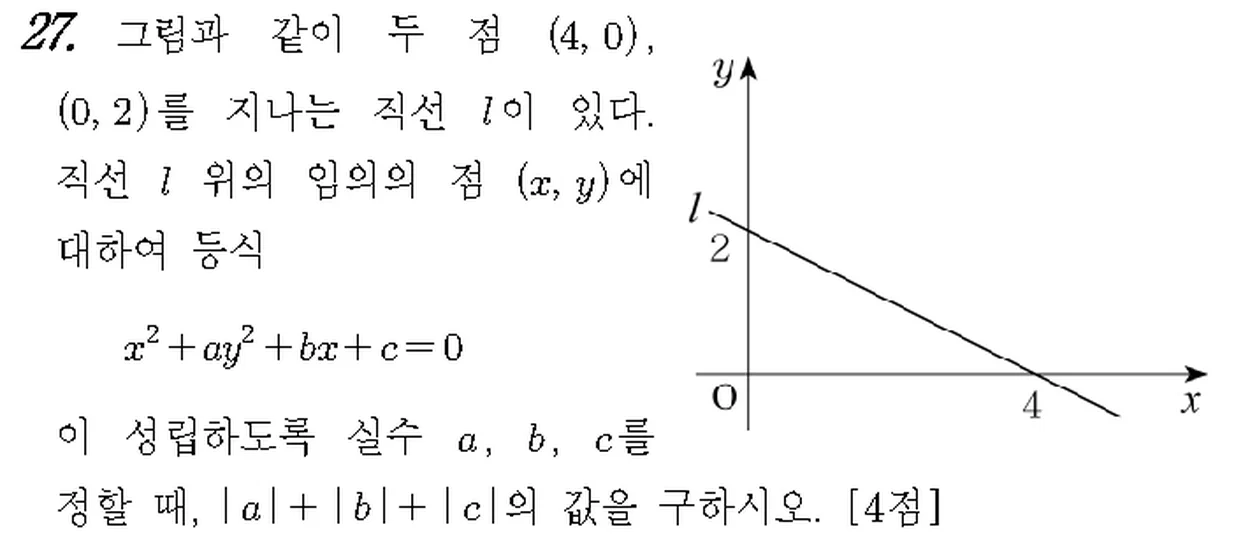 27. 그림과 같이 두 점 (4, 0),
(0, 2)를 지나는 직선 l이 있다.
직선 l 위의 임의의 점 (x, y)에
대하여 등식
x²+ay²+bx+c=0
이 성립하도록 실수 a, b, c를
정할 때, |a|+|b|+|c|의 값을 구하시오. [4점]
y
l
2
O
4
x